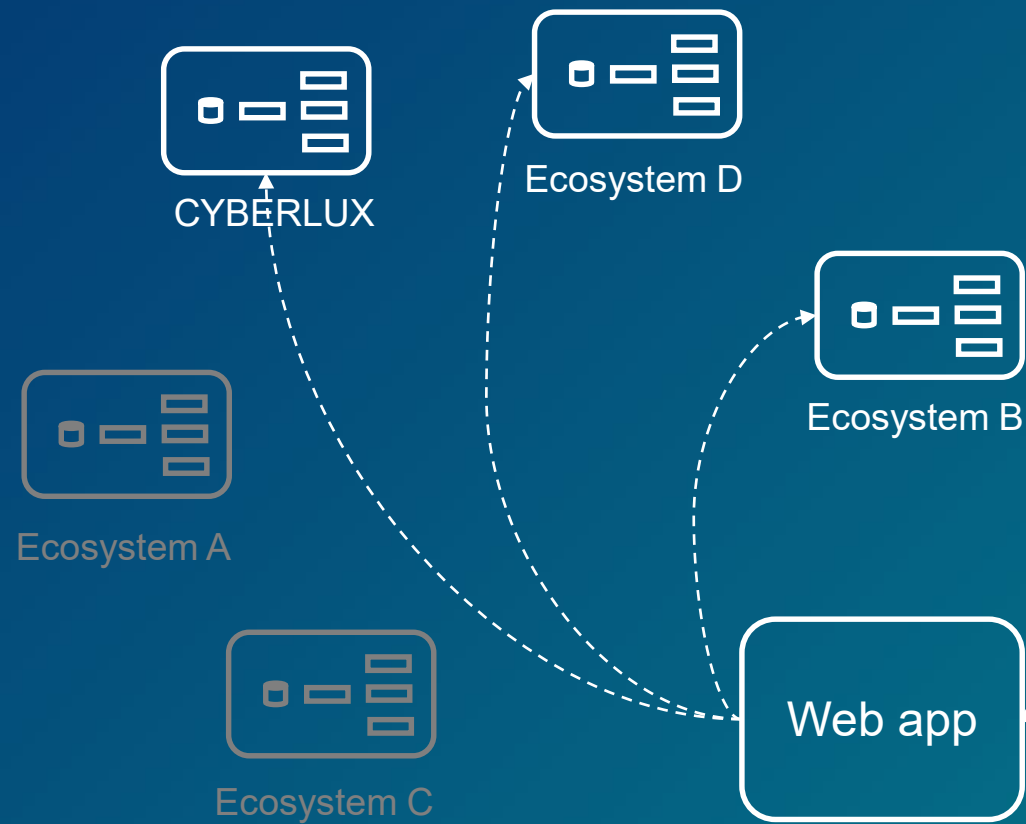 Ecosystem D
CYBERLUX
Ecosystem B
Ecosystem A
Web app
Ecosystem C